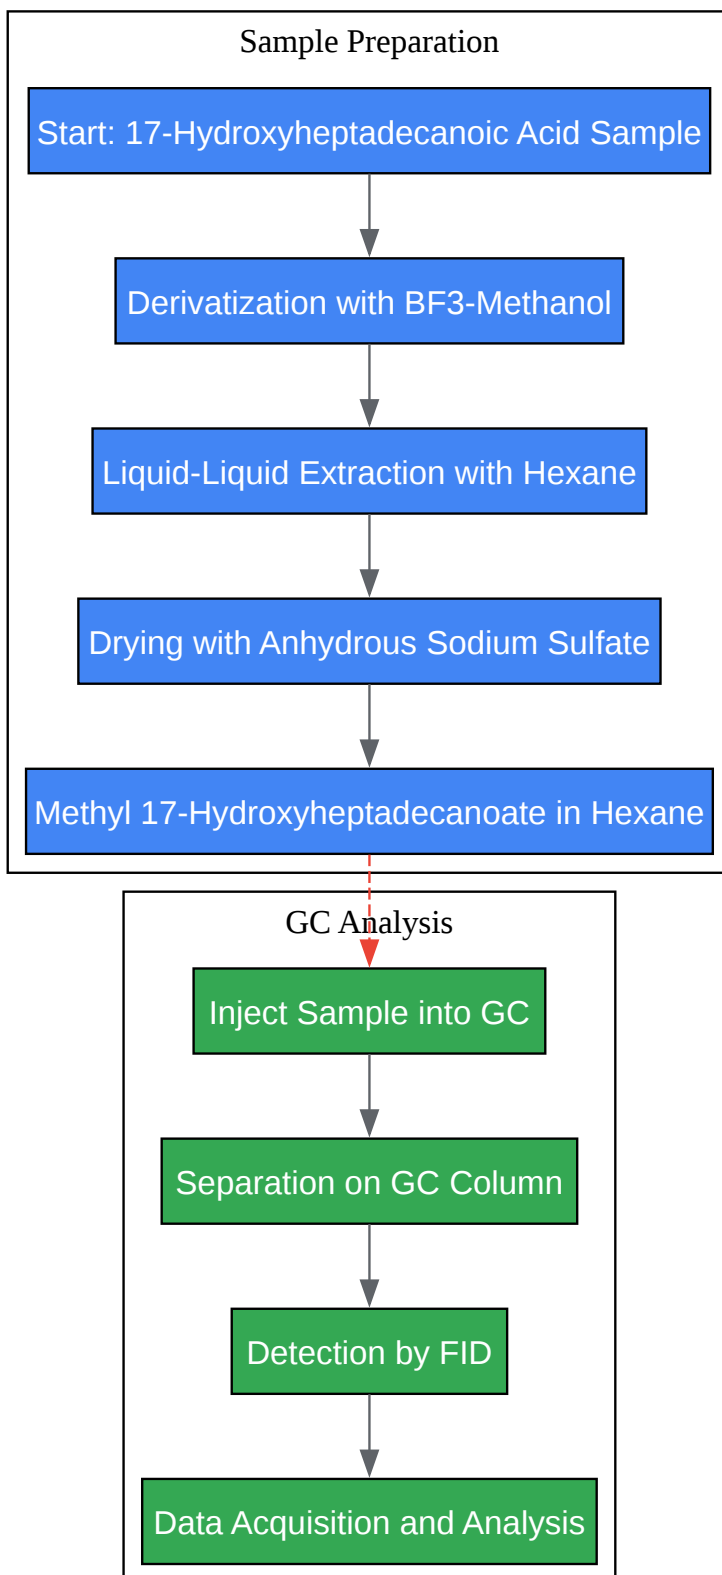 Sample Preparation
Start: 17-Hydroxyheptadecanoic Acid Sample
Derivatization with BF3-Methanol
Liquid-Liquid Extraction with Hexane
Drying with Anhydrous Sodium Sulfate
Methyl 17-Hydroxyheptadecanoate in Hexane
GC Analysis
Inject Sample into GC
Separation on GC Column
Detection by FID
Data Acquisition and Analysis